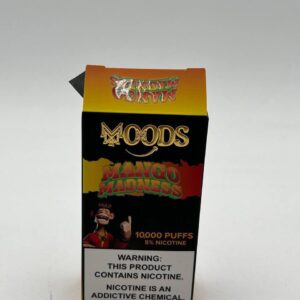 MOODS
MANGO
MADNESS
10000 PUFFS
5% NICOTINE
WARNING:
THIS PRODUCT
CONTAINS NICOTINE.
NICOTINE IS AN
ADDICTIVE CHEMICAL.